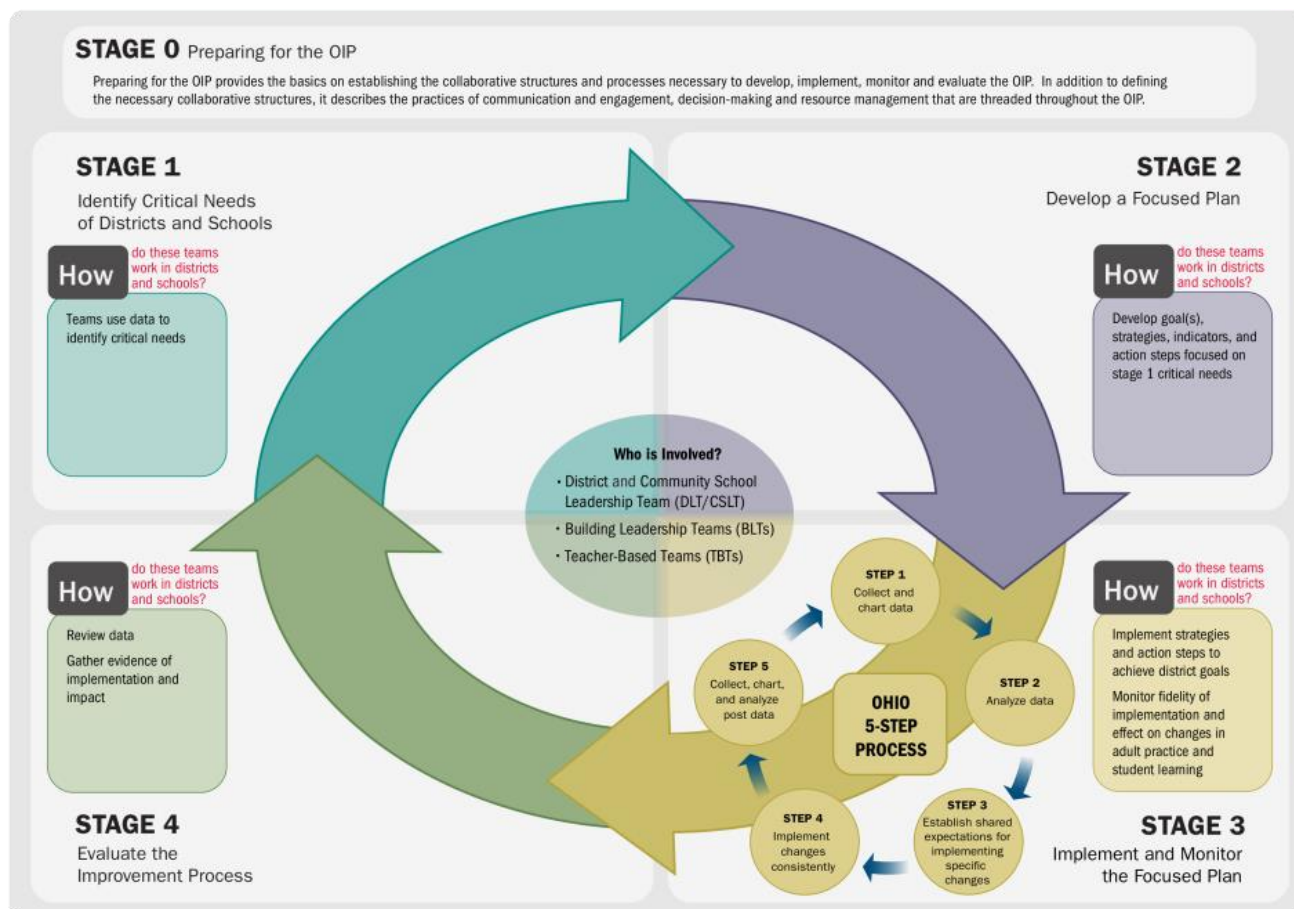 STAGE 0 Preparing for the OIP
Preparing for the OIP provides the basics on establishing the collaborative structures and processes necessary to develop, implement, monitor and evaluate the OIP. In addition to defining
the necessary collaborative structures, it describes the practices of communication and engagement, decision-making and resource management that are threaded throughout the OIP.
STAGE 1
Identify Critical Needs
of Districts and Schools
How
do these teams
work in districts
and schools?
Teams use data to
identify critical needs
STAGE 2
Develop a Focused Plan
How
do these teams
work in districts
and schools?
Develop goal(s),
strategies, indicators, and
action steps focused on
stage 1 critical needs
Who is Involved?
• District and Community School
Leadership Team (DLT/CSLT)
• Building Leadership Teams (BLTs)
• Teacher-Based Teams (TBTs)
How
do these teams
work in districts
and schools?
Implement strategies
and action steps to
achieve district goals
Monitor fidelity of
implementation and
effect on changes in
adult practice and
student learning
STAGE 3
Implement and Monitor
the Focused Plan
OHIO
5-STEP
PROCESS
STEP 1
Collect and
chart data
STEP 2
Analyze data
STEP 3
Establish shared
expectations for
implementing
specific
changes
STEP 4
Implement
changes
consistently
STEP 5
Collect, chart,
and analyze
post data
How
do these teams
work in districts
and schools?
Review data
Gather evidence of
implementation and
impact
STAGE 4
Evaluate the
Improvement Process